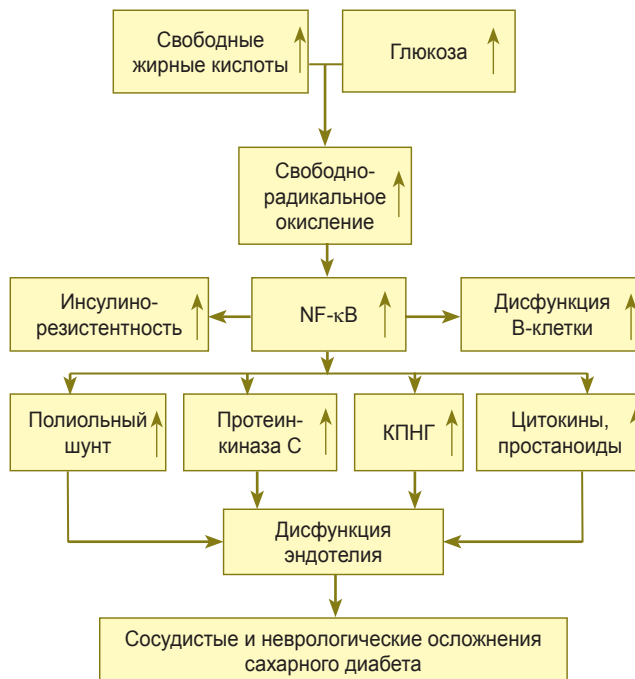 Свободные
жирные кислоты
Глюкоза
Свободно-
радикальное
окисление
Инсулино-
резистентность
NF-κB
Дисфункция
В-клетки
Полиольный
шунт
Протеин-
киназа С
КПНГ
Цитокины,
простаноиды
Дисфункция
эндотелия
Сосудистые и неврологические осложнения
сахарного диабета